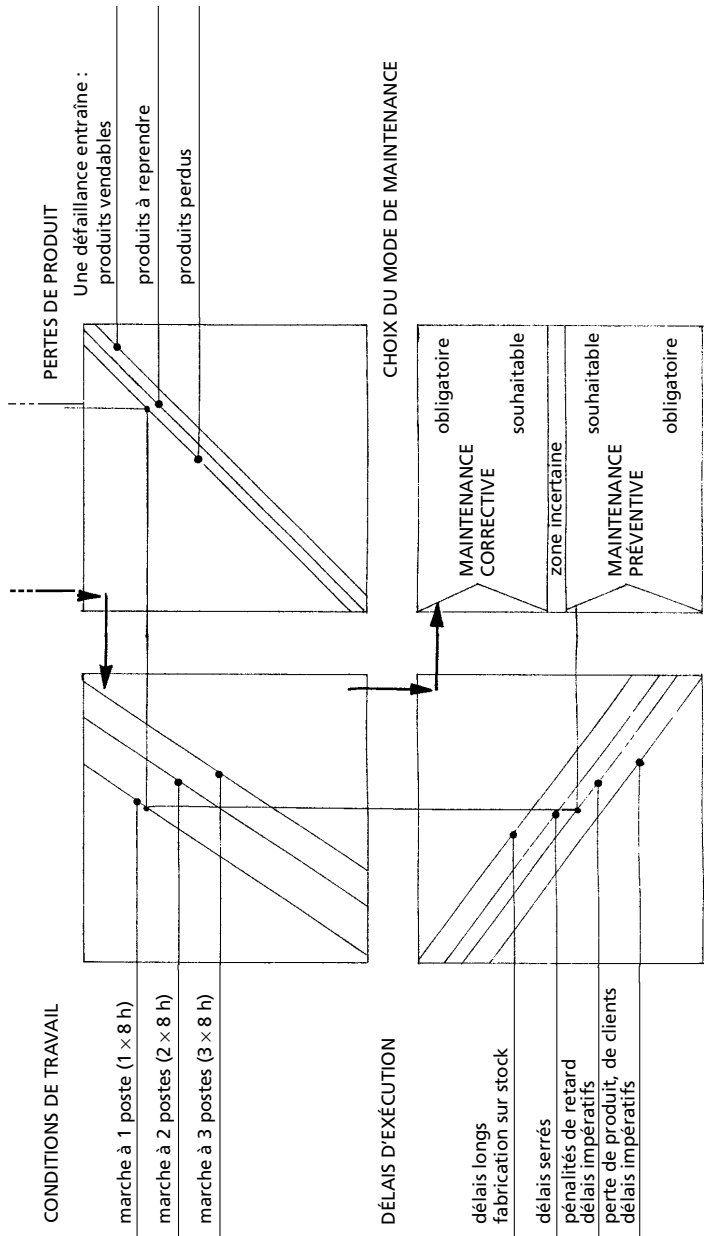 CONDITIONS DE TRAVAIL
marche à 1 poste (1 × 8 h)
marche à 2 postes (2 × 8 h)
marche à 3 postes (3 × 8 h)
PERTES DE PRODUIT
Une défaillance entraîne :
produits vendables
produits à reprendre
produits perdus
DÉLAIS D'EXÉCUTION
délais longs
fabrication sur stock
délais serrés
pénalités de retard
délais impératifs
perte de produit, de clients
délais impératifs
CHOIX DU MODE DE MAINTENANCE
obligatoire
MAINTENANCE
CORRECTIVE
souhaitable
zone incertaine
souhaitable
MAINTENANCE
PRÉVENTIVE
obligatoire